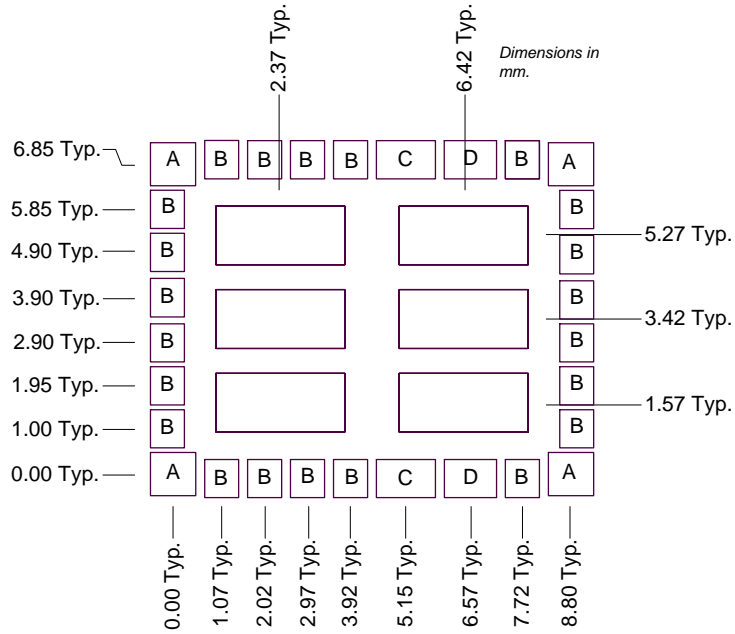 2.37 Typ.
6.42 Typ.
Dimensions in
mm.
6.85 Typ.
A B B B B C D B A
5.85 Typ.
B B
4.90 Typ.
B B
5.27 Typ.
3.90 Typ.
B B
3.42 Typ.
2.90 Typ.
B B
1.95 Typ.
B B
1.57 Typ.
1.00 Typ.
B B
0.00 Typ.
A B B B B C D B A
0.00 Typ.
1.07 Typ.
2.02 Typ.
2.97 Typ.
3.92 Typ.
5.15 Typ.
6.57 Typ.
7.72 Typ.
8.80 Typ.